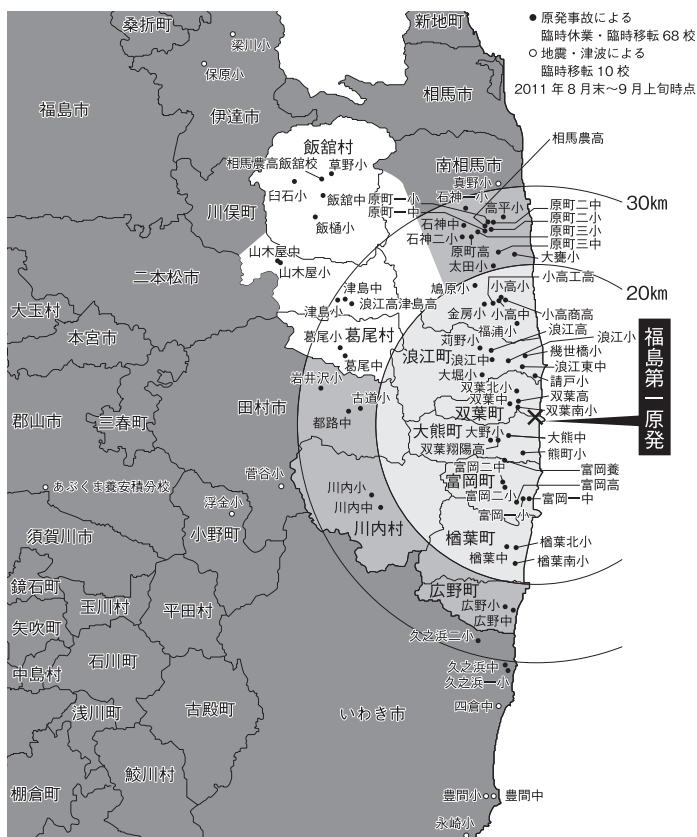 ● 原発事故による
臨時休業・臨時移転 68 校
○ 地震・津波による
臨時移転 10 校
2011 年 8 月末～9 月上旬時点
桑折町
梁川小
保原小
新地町
福島市
伊達市
相馬市
飯舘村
相馬農高飯舘校
草野小
臼石小
飯舘中
飯樋小
相馬農高
南相馬市
真野小
石神一小
高平小
原町一小
原町一中
石神中
石神二小
原町二中
原町二小
原町三小
原町三中
原町高
大甕小
太田小
30km
川俣町
山木屋中
山木屋小
二本松市
大玉村
本宮市
津島中
津島小
浪江高津島高
鳩原小
小高小
小高工高
20km
金房小
小高中
小高商高
福浦小
葛尾村
葛尾小
葛尾中
苅野小
浪江高
浪江小
浪江町
浪江中
幾世橋小
大堀小
浪江東中
請戸小
双葉北小
双葉中
双葉高
双葉町
双葉南小
福島第一原発
岩井沢小
古道小
都路中
田村市
郡山市
三春町
大熊町
大野小
大熊中
双葉翔陽高
熊町小
富岡二中
富岡養
富岡町
富岡高
富岡二小
富岡一中
富岡一小
菅谷小
あぶくま養安積分校
浮金小
小野町
川内小
川内中
川内村
須賀川市
楢葉町
楢葉北小
楢葉中
楢葉南小
鏡石町
玉川村
平田村
矢吹町
広野町
広野小
広野中
久之浜二小
石川町
中島村
久之浜中
久之浜一小
浅川町
古殿町
いわき市
四倉中
鮫川村
棚倉町
豊間小
豊間中
永崎小